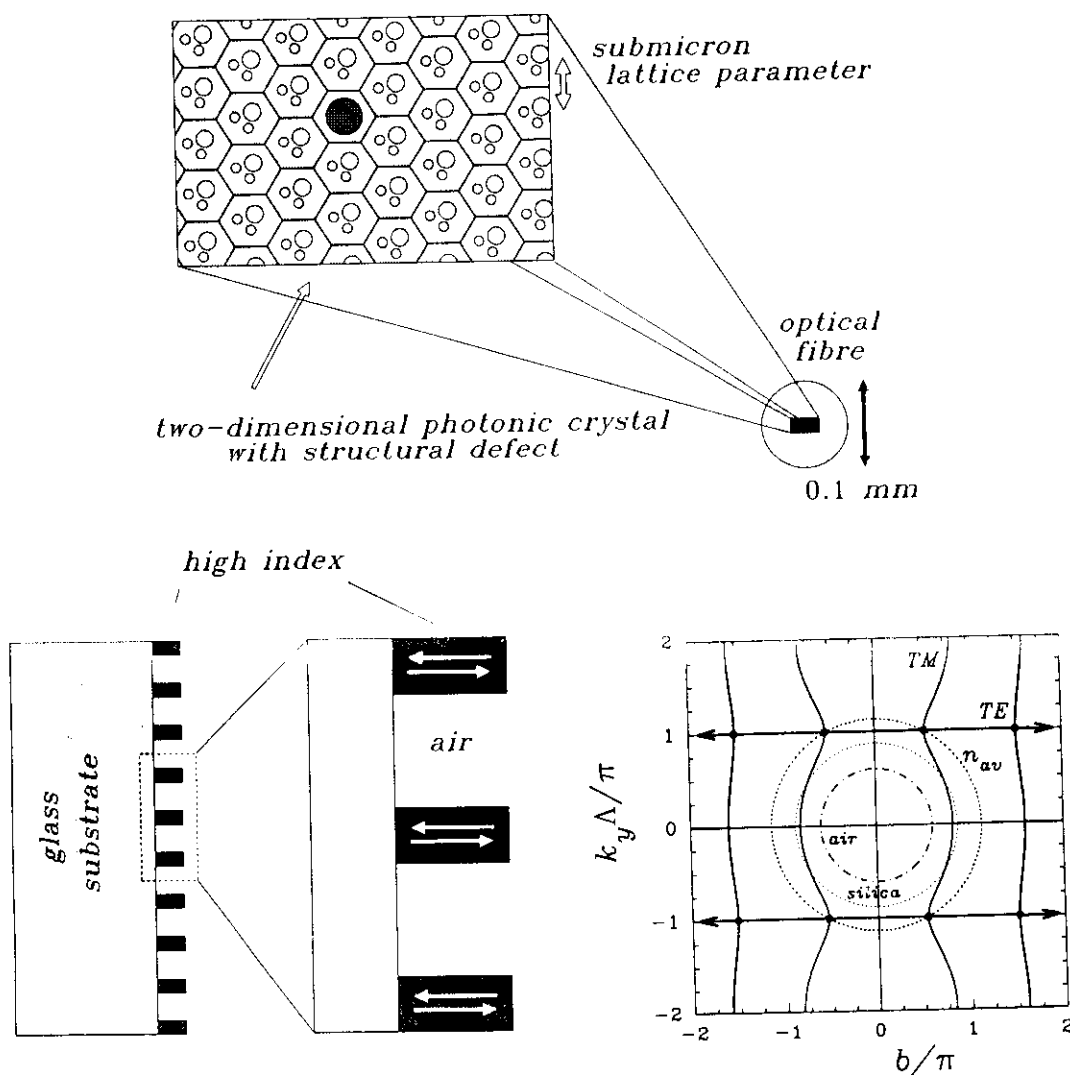 submicron
lattice parameter
optical
fibre
two-dimensional photonic crystal
with structural defect
0.1 mm
high index
glass
substrate
air
TM
TE
n_av
air
silica
k_y Λ/π
2
1
0
-1
-2
-2
-1
0
1
2
b/π